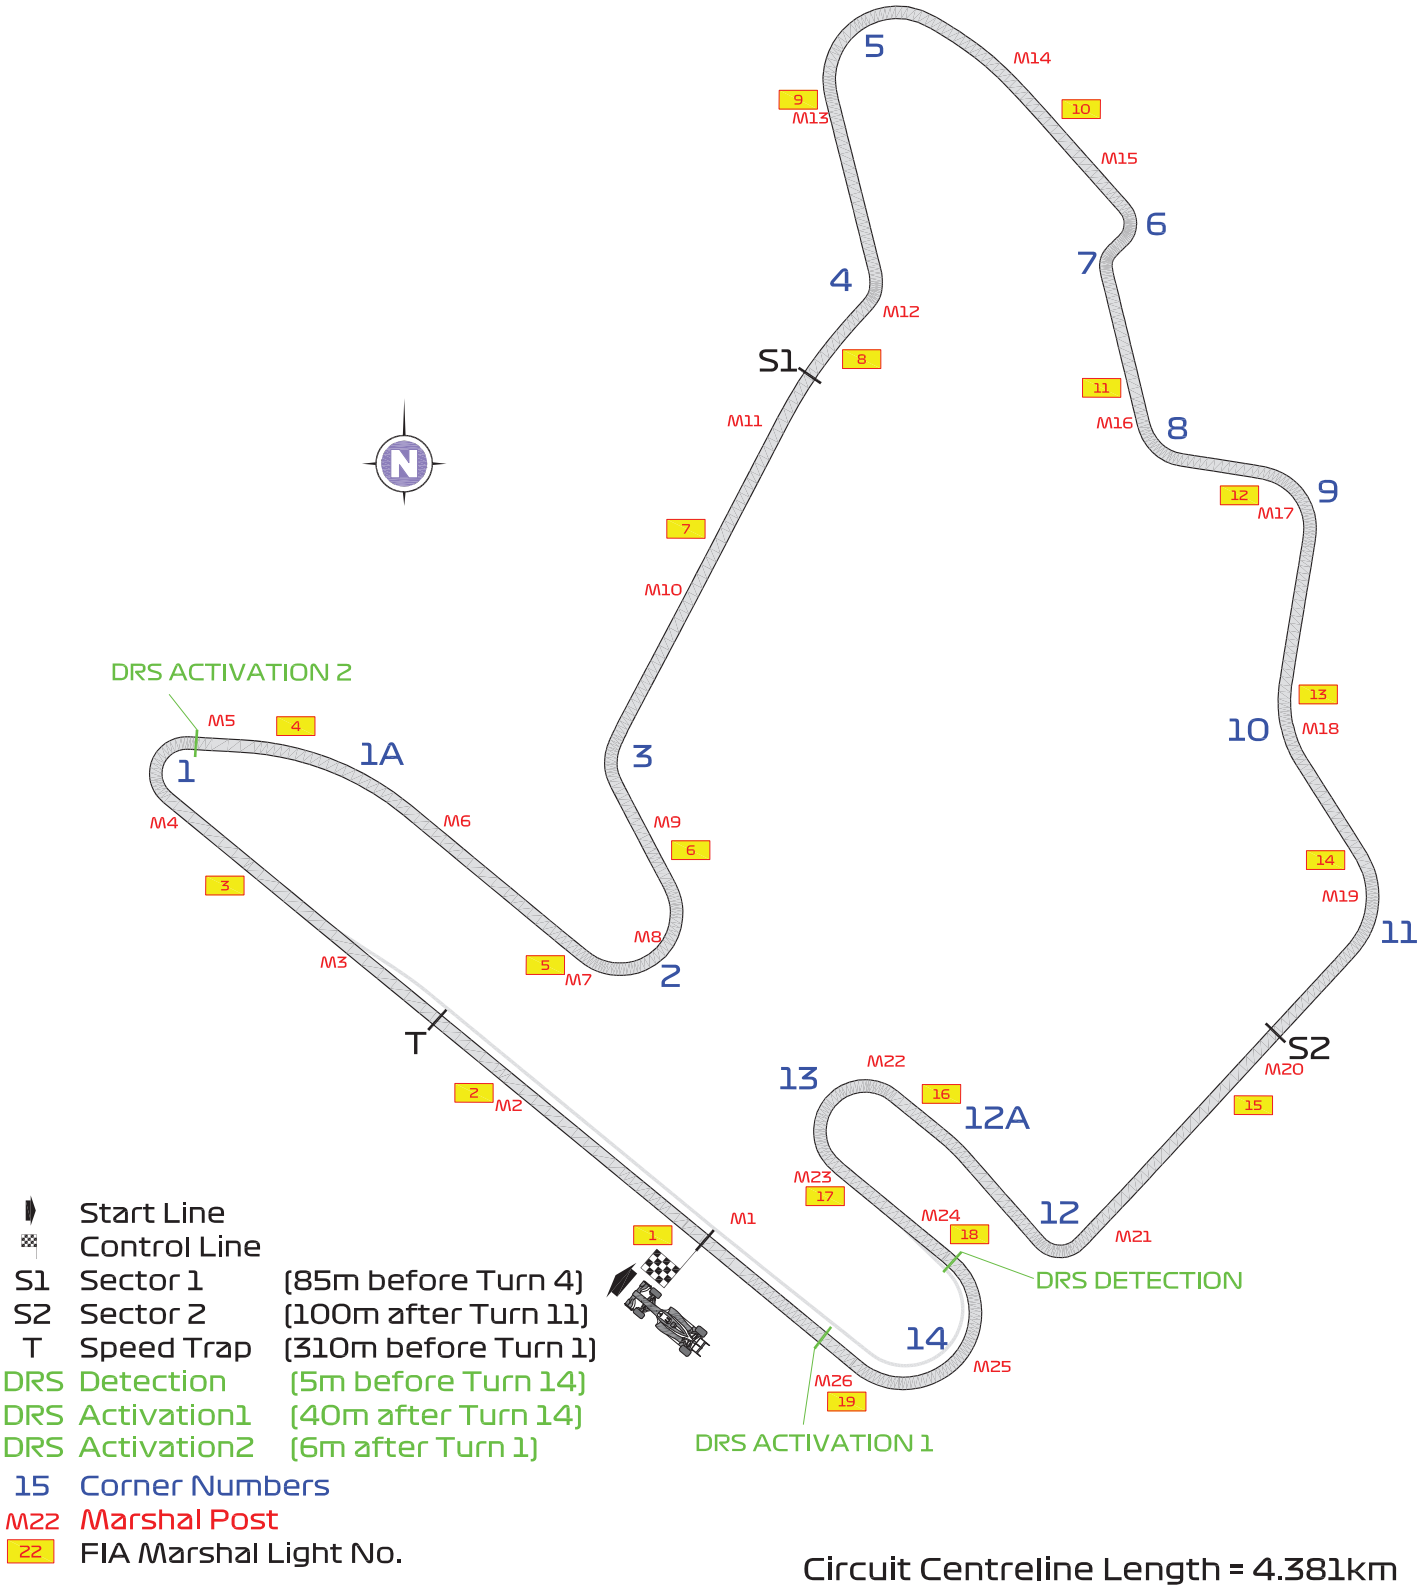 5
M14
9
M13
10
M15
6
7
4
M12
S1
8
11
M11
M16
8
N
12
9
M17
7
M10
DRS ACTIVATION 2
13
M5
4
10
M18
1A
3
1
M4
M6
M9
6
14
3
M19
M8
11
M3
5
M7
2
T
S2
M22
M20
13
2
M2
16
15
12A
M23
17
M1
M24
12
1
18
M21
DRS DETECTION
14
M25
M26
19
DRS ACTIVATION 1
Start Line
Control Line
S1 Sector 1 (85m before Turn 4)
S2 Sector 2 (100m after Turn 11)
T Speed Trap (310m before Turn 1)
DRS Detection (5m before Turn 14)
DRS Activation1 (40m after Turn 14)
DRS Activation2 (6m after Turn 1)
15 Corner Numbers
M22 Marshal Post
22 FIA Marshal Light No.
Circuit Centreline Length = 4.381km